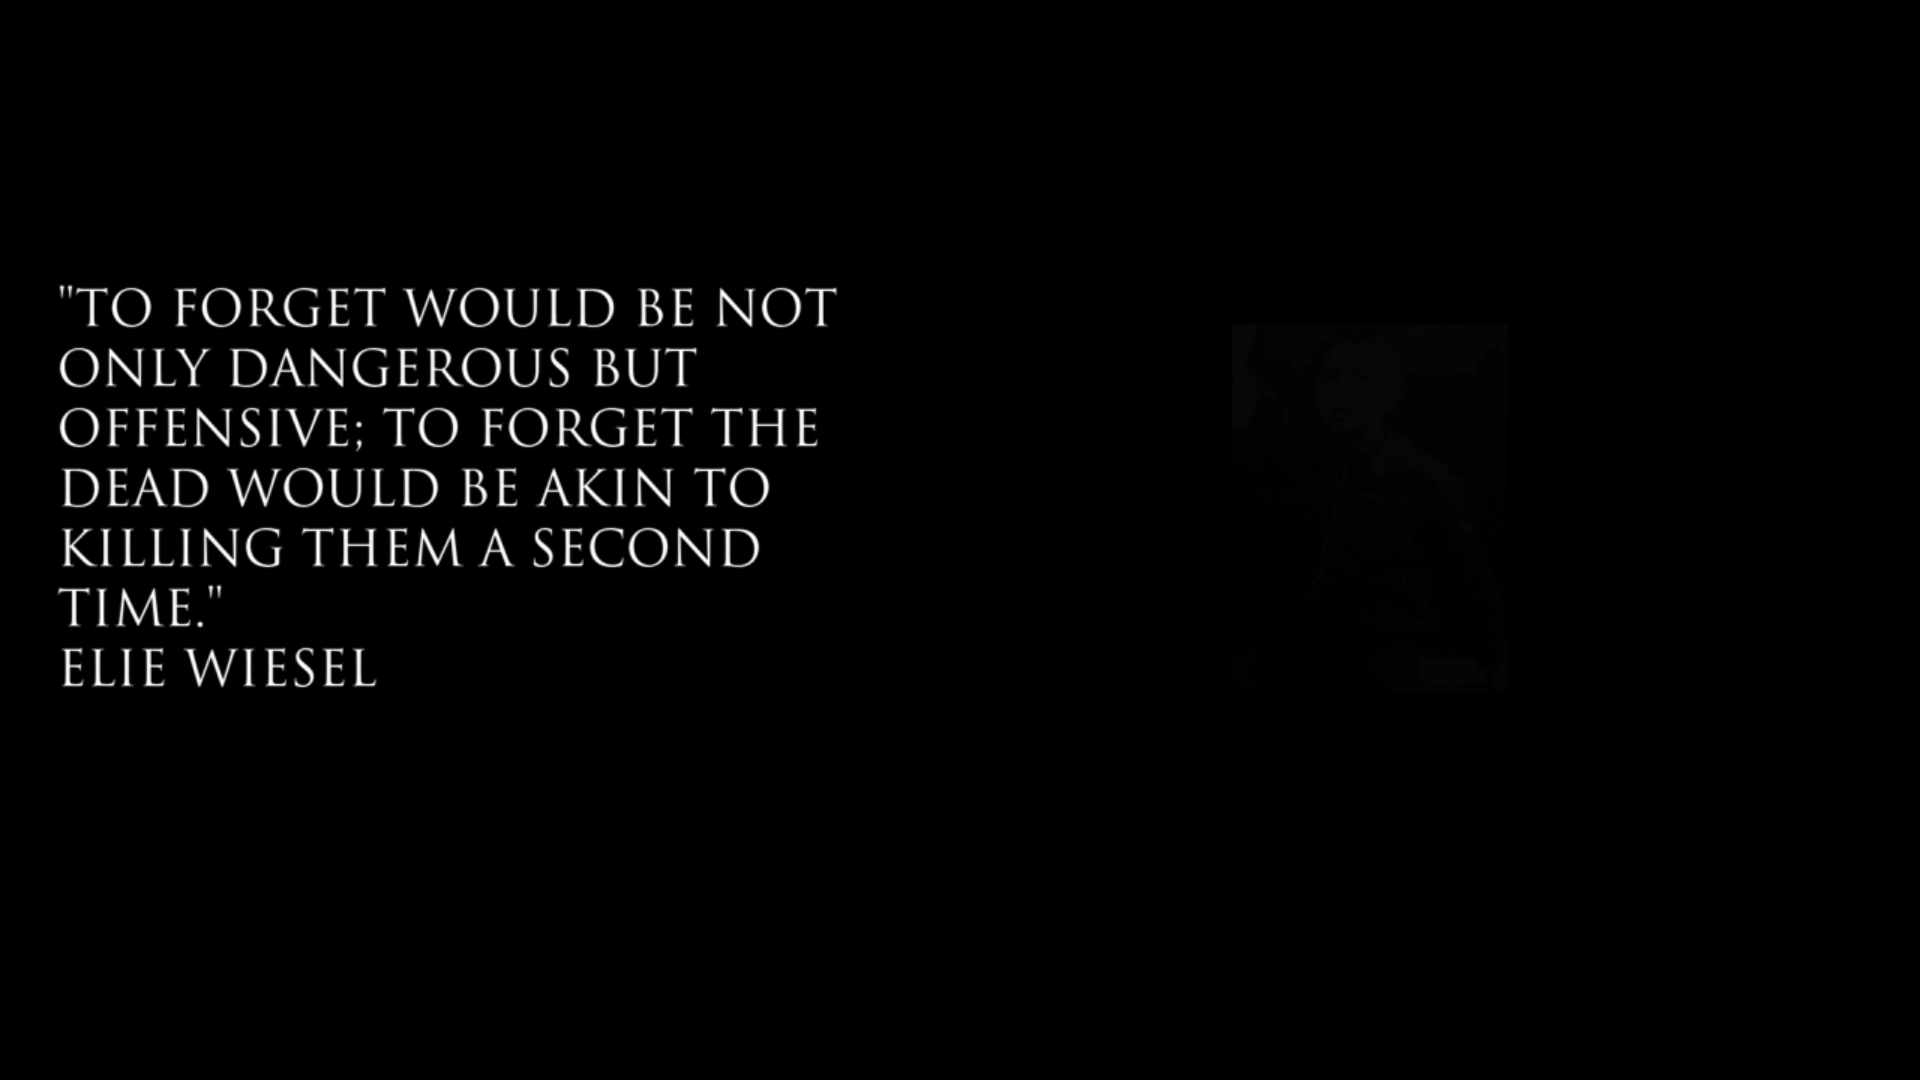 "TO FORGET WOULD BE NOT
ONLY DANGEROUS BUT
OFFENSIVE; TO FORGET THE
DEAD WOULD BE AKIN TO
KILLING THEM A SECOND
TIME."
ELIE WIESEL